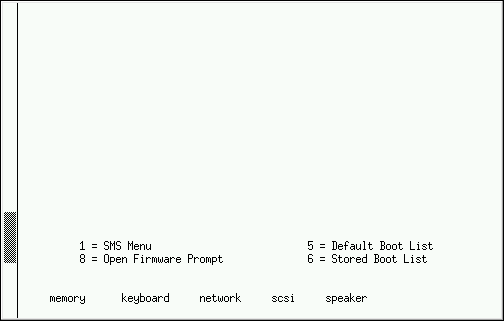 1 = SMS Menu 5 = Default Boot List
8 = Open Firmware Prompt 6 = Stored Boot List
memory keyboard network scsi speaker